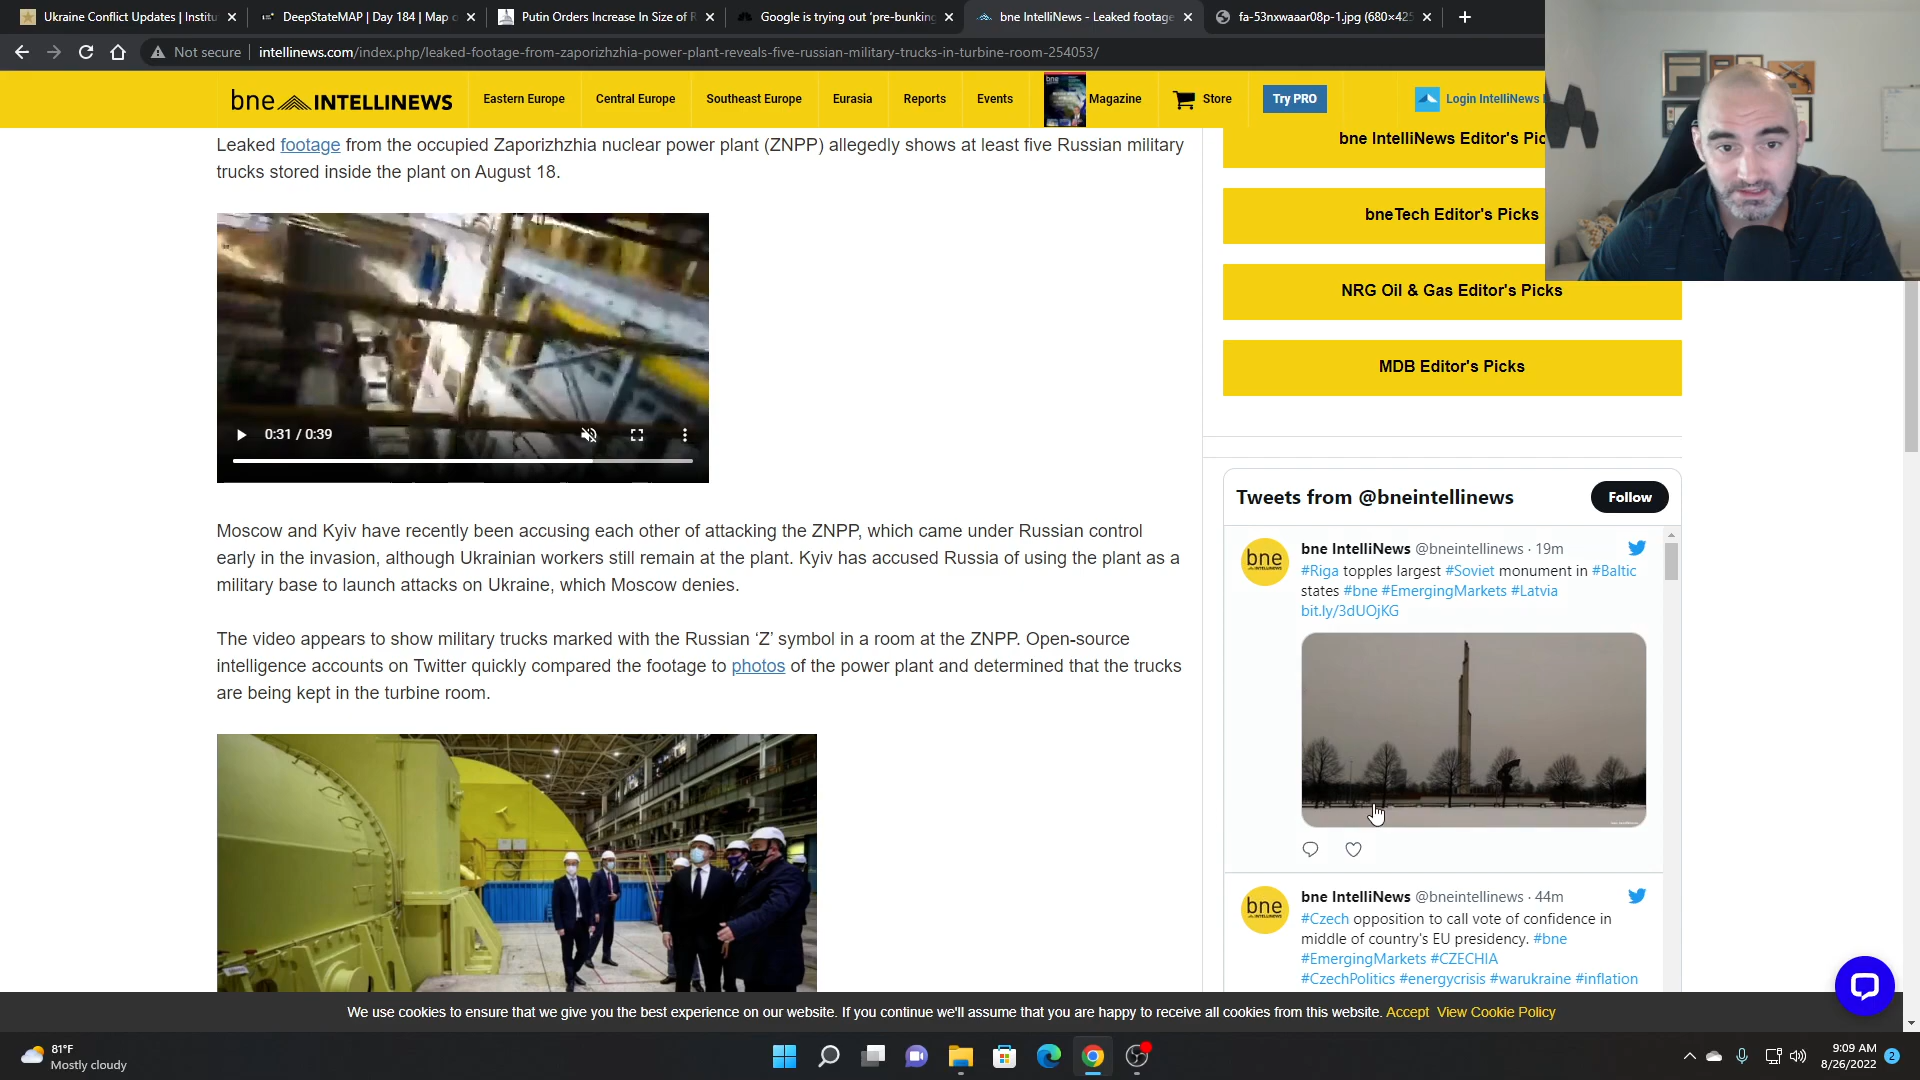 Ukraine Conflict Updates | Institu
DeepStateMAP | Day 184 | Map o
Putin Orders Increase In Size of R
Google is trying out 'pre-bunking
bne IntelliNews - Leaked footage
fa-53nxwaaar08p-1.jpg (680×425
Not secure
intellinews.com/index.php/leaked-footage-from-zaporizhzhia-power-plant-reveals-five-russian-military-trucks-in-turbine-room-254053/
bne INTELLINEWS
Eastern Europe
Central Europe
Southeast Europe
Eurasia
Reports
Events
bne
Magazine
Store
Try PRO
Login IntelliNews
Leaked footage from the occupied Zaporizhzhia nuclear power plant (ZNPP) allegedly shows at least five Russian military
trucks stored inside the plant on August 18.
0:31 / 0:39
Moscow and Kyiv have recently been accusing each other of attacking the ZNPP, which came under Russian control
early in the invasion, although Ukrainian workers still remain at the plant. Kyiv has accused Russia of using the plant as a
military base to launch attacks on Ukraine, which Moscow denies.
The video appears to show military trucks marked with the Russian ‘Z’ symbol in a room at the ZNPP. Open-source
intelligence accounts on Twitter quickly compared the footage to photos of the power plant and determined that the trucks
are being kept in the turbine room.
bne IntelliNews Editor's Pic
bneTech Editor's Picks
NRG Oil & Gas Editor's Picks
MDB Editor's Picks
Tweets from @bneintellinews
Follow
bne
bne IntelliNews @bneintellinews · 19m
#Riga topples largest #Soviet monument in #Baltic
states #bne #EmergingMarkets #Latvia
bit.ly/3dUOjKG
bne
bne IntelliNews @bneintellinews · 44m
#Czech opposition to call vote of confidence in
middle of country's EU presidency. #bne
#EmergingMarkets #CZECHIA
#CzechPolitics #energycrisis #warukraine #inflation
We use cookies to ensure that we give you the best experience on our website. If you continue we'll assume that you are happy to receive all cookies from this website. Accept View Cookie Policy
81°F
Mostly cloudy
9:09 AM
8/26/2022
2